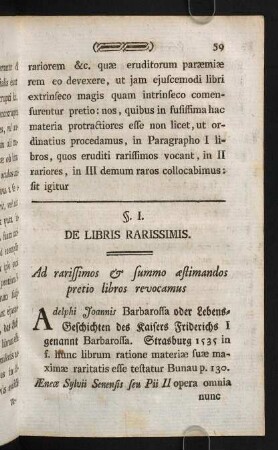 59
rariorem &c. quæ eruditorum paræmiæ
rem eo devexere, ut jam ejuscemodi libri
extrinseco magis quam intrinseco comen-
surentur pretio: nos, quibus in fusissima hac
materia protractiores esse non licet, ut or-
dinatius procedamus, in Paragrapho I li-
bros, quos eruditi rarissimos vocant, in II
rariores, in III demum raros collocabimus:
sit igitur
§. I.
DE LIBRIS RARISSIMIS.
Ad rarissimos & summo æstimandos
pretio libros revocamus
Adelphi Joannis Barbarossa oder Lebens-
Geschichten des Kaisers Friderichs I
genannt Barbarossa. Strasburg 1535 in
f. hunc librum ratione materiæ suæ ma-
ximæ raritatis esse testatur Bunau p. 130.
Æneæ Sylvii Senensis seu Pii II opera omnia
nunc